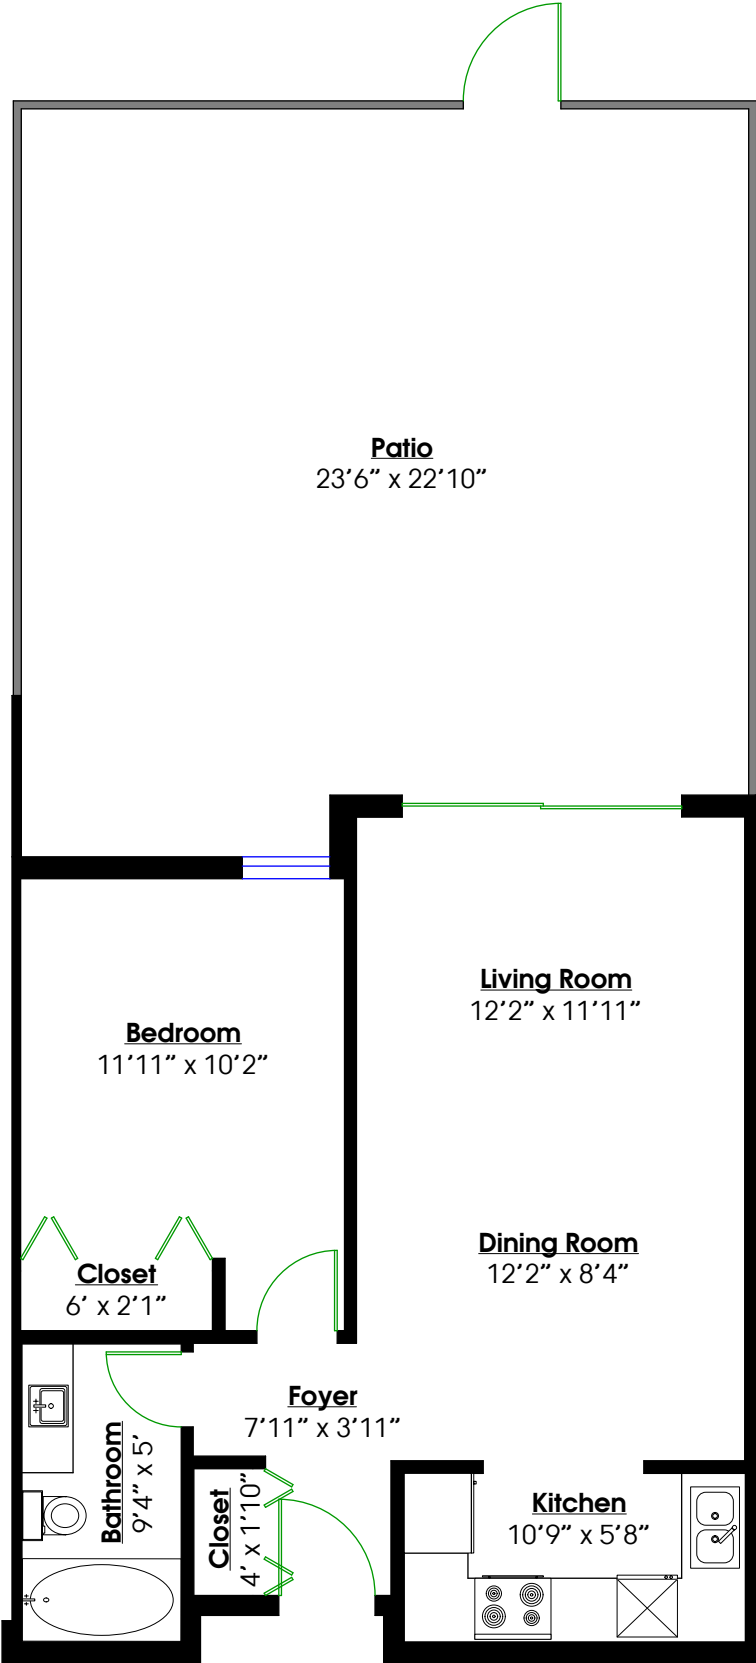 Patio
23'6" x 22'10"
Living Room
12'2" x 11'11"
Bedroom
11'11" x 10'2"
Dining Room
12'2" x 8'4"
Closet
6' x 2'1"
Foyer
7'11" x 3'11"
Bathroom
9'4" x 5'
Closet
4' x 1'10"
Kitchen
10'9" x 5'8"